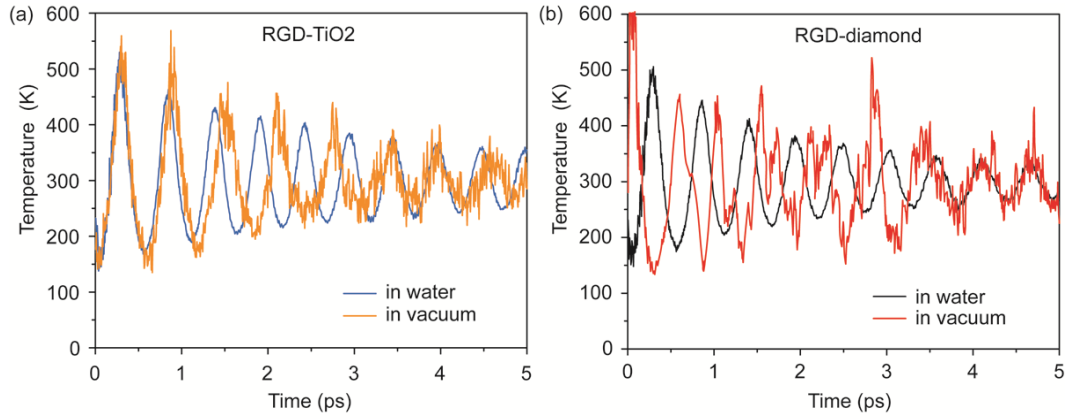 (a)
RGD-TiO2
Temperature (K)
600
500
400
300
200
100
0
in water
in vacuum
0 1 2 3 4 5
Time (ps)
(b)
RGD-diamond
Temperature (K)
600
500
400
300
200
100
0
in water
in vacuum
0 1 2 3 4 5
Time (ps)